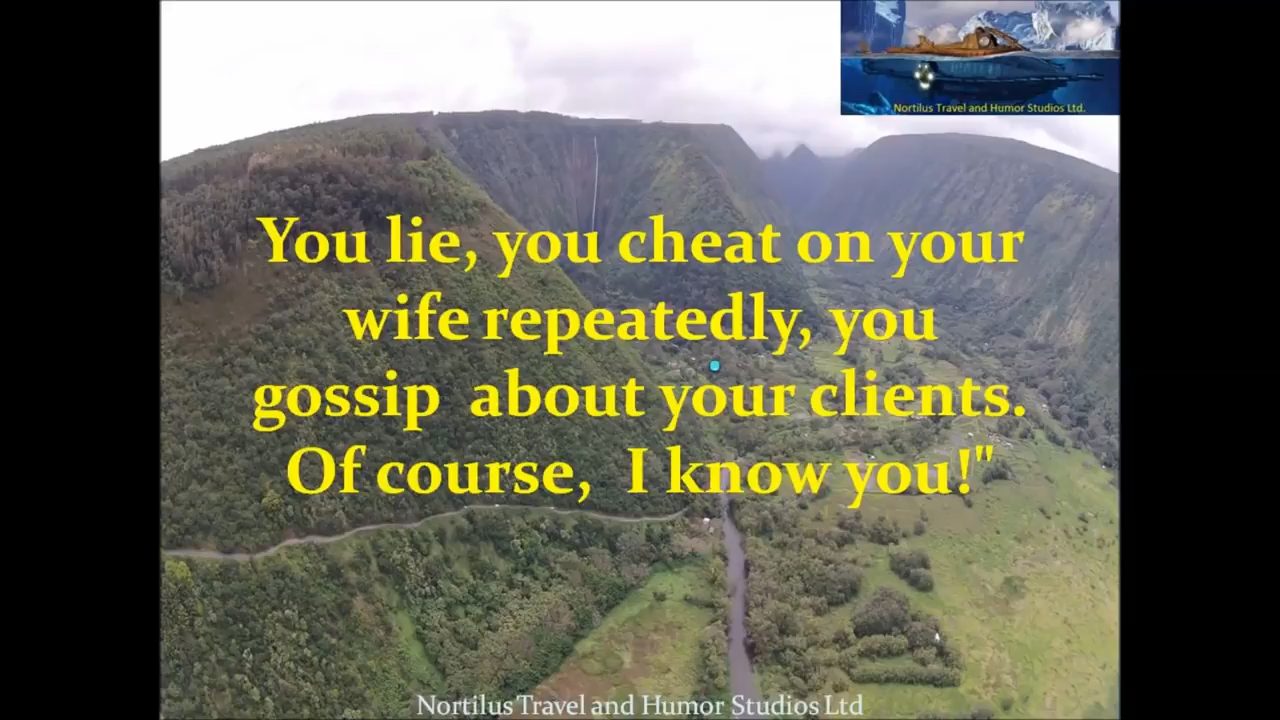 Nortilus Travel and Humor Studios Ltd.
You lie, you cheat on your
wife repeatedly, you
gossip  about your clients.
Of course,  I know you!"
Nortilus Travel and Humor Studios Ltd